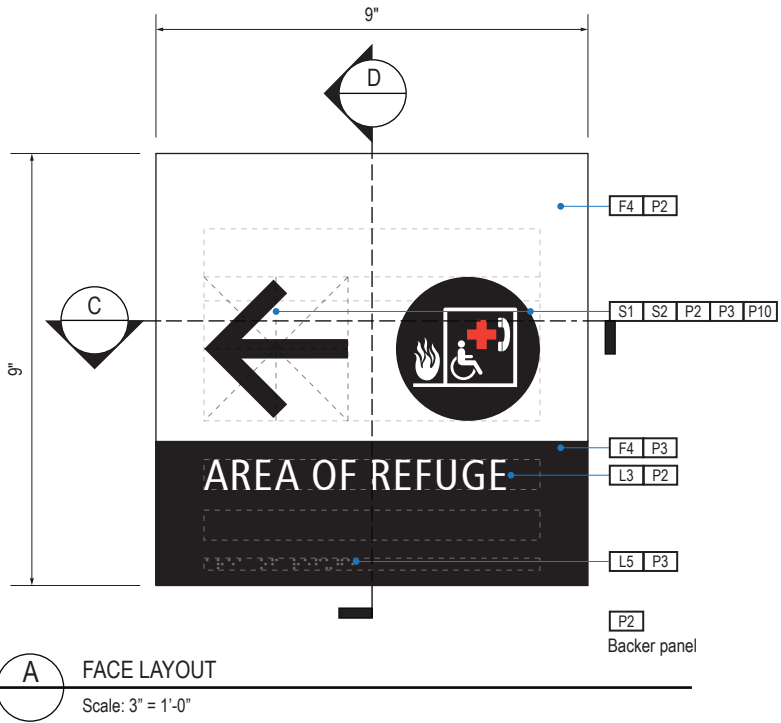 9"
D
F4 P2
C
S1 S2 P2 P3 P10
9"
F4 P3
AREA OF REFUGE
L3 P2
L5 P3
P2
Backer panel
A FACE LAYOUT
Scale: 3” = 1’-0”